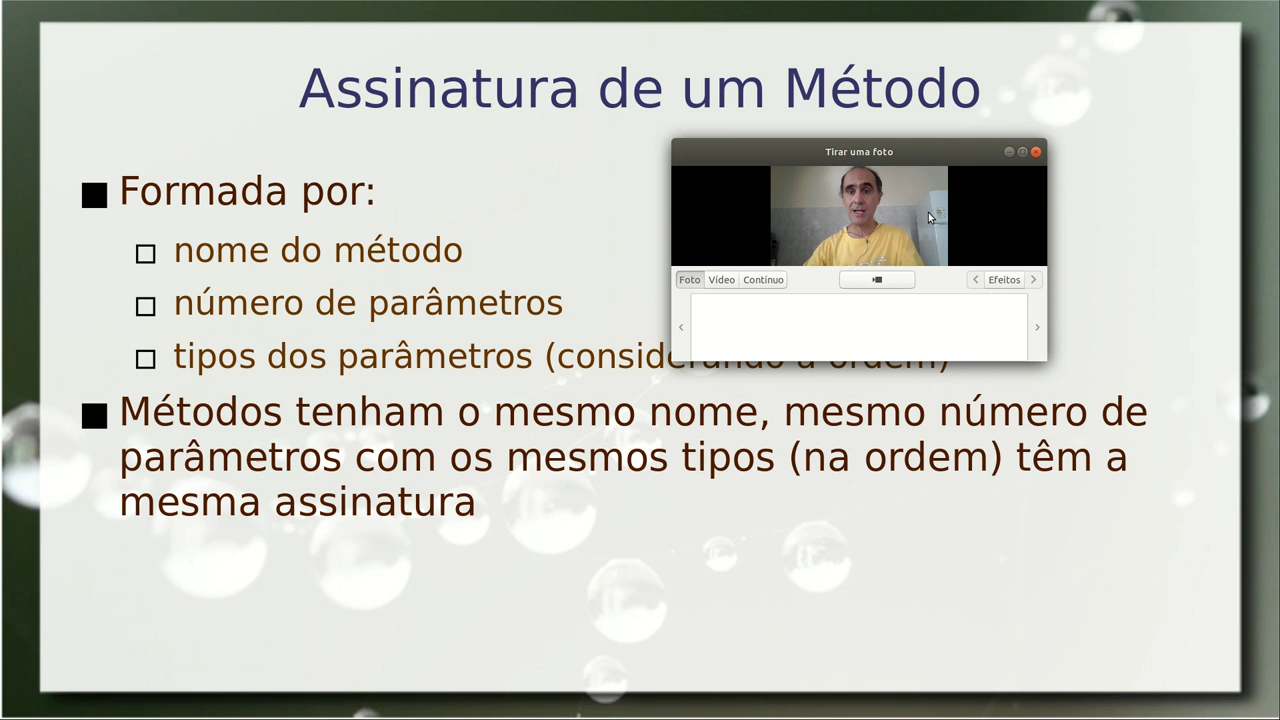 Assinatura de um Método
Formada por:
nome do método
número de parâmetros
tipos dos parâmetros (considerando a ordem)
Métodos tenham o mesmo nome, mesmo número de
parâmetros com os mesmos tipos (na ordem) têm a
mesma assinatura
Tirar uma foto
Foto Vídeo Contínuo
Efeitos